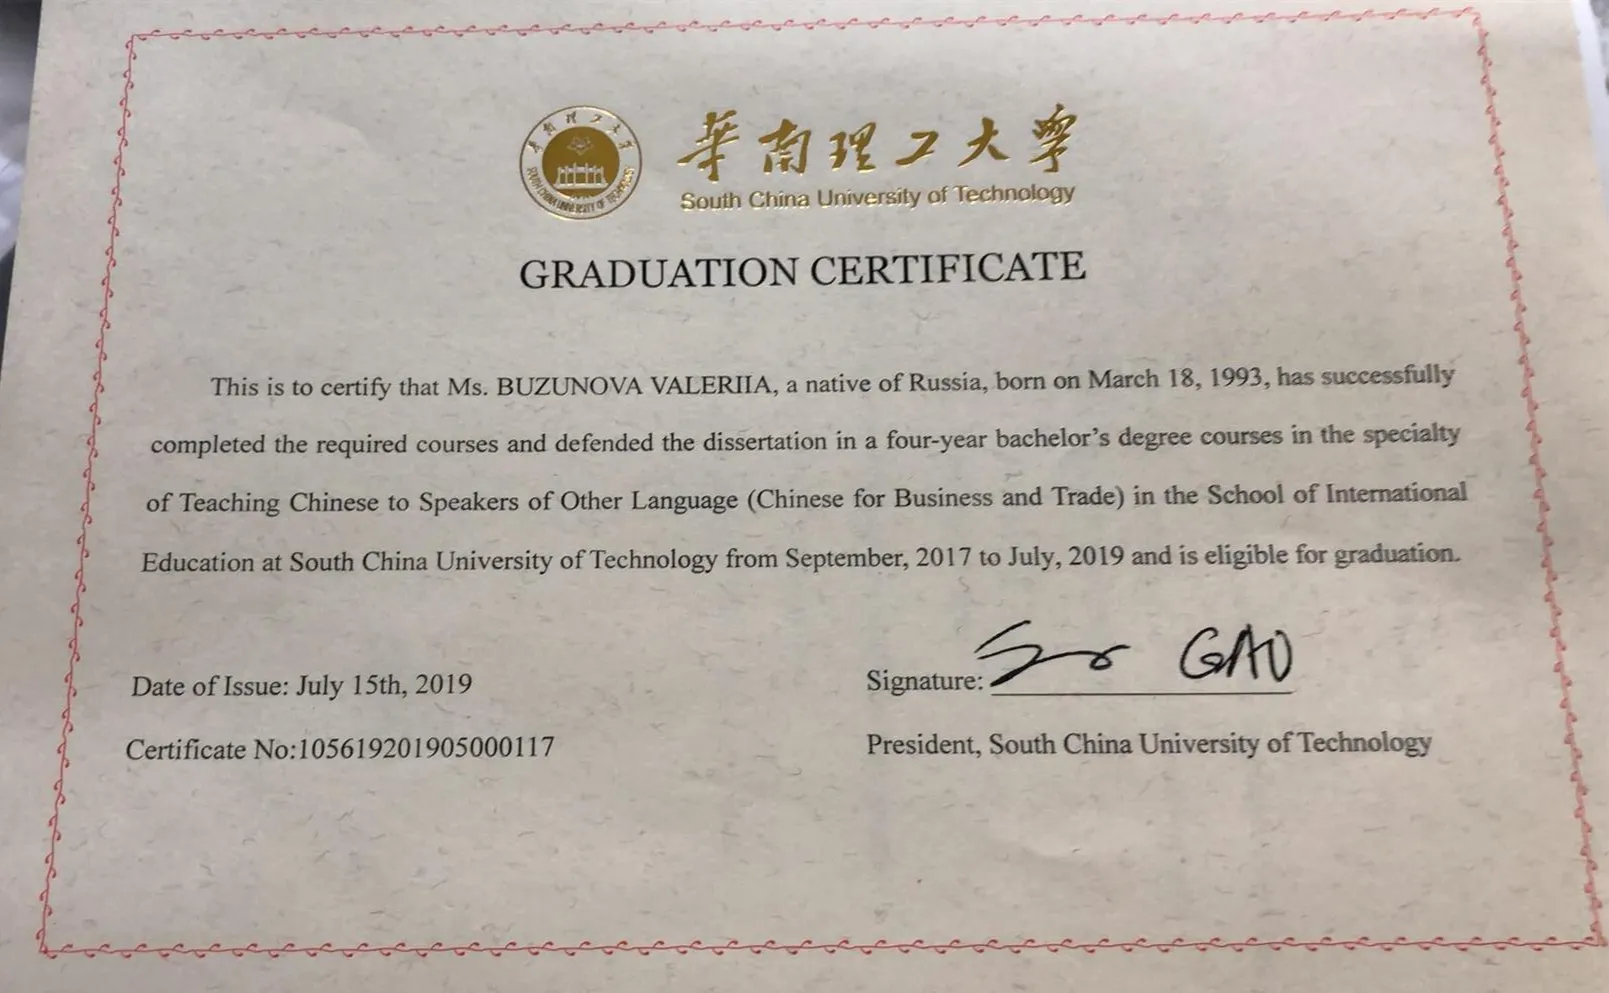 華南理工大學
South China University of Technology
GRADUATION CERTIFICATE
This is to certify that Ms. BUZUNOVA VALERIIA, a native of Russia, born on March 18, 1993, has successfully
completed the required courses and defended the dissertation in a four-year bachelor's degree courses in the specialty
of Teaching Chinese to Speakers of Other Language (Chinese for Business and Trade) in the School of International
Education at South China University of Technology from September, 2017 to July, 2019 and is eligible for graduation.
Date of Issue: July 15th, 2019
Signature: GAO
Certificate No:105619201905000117
President, South China University of Technology